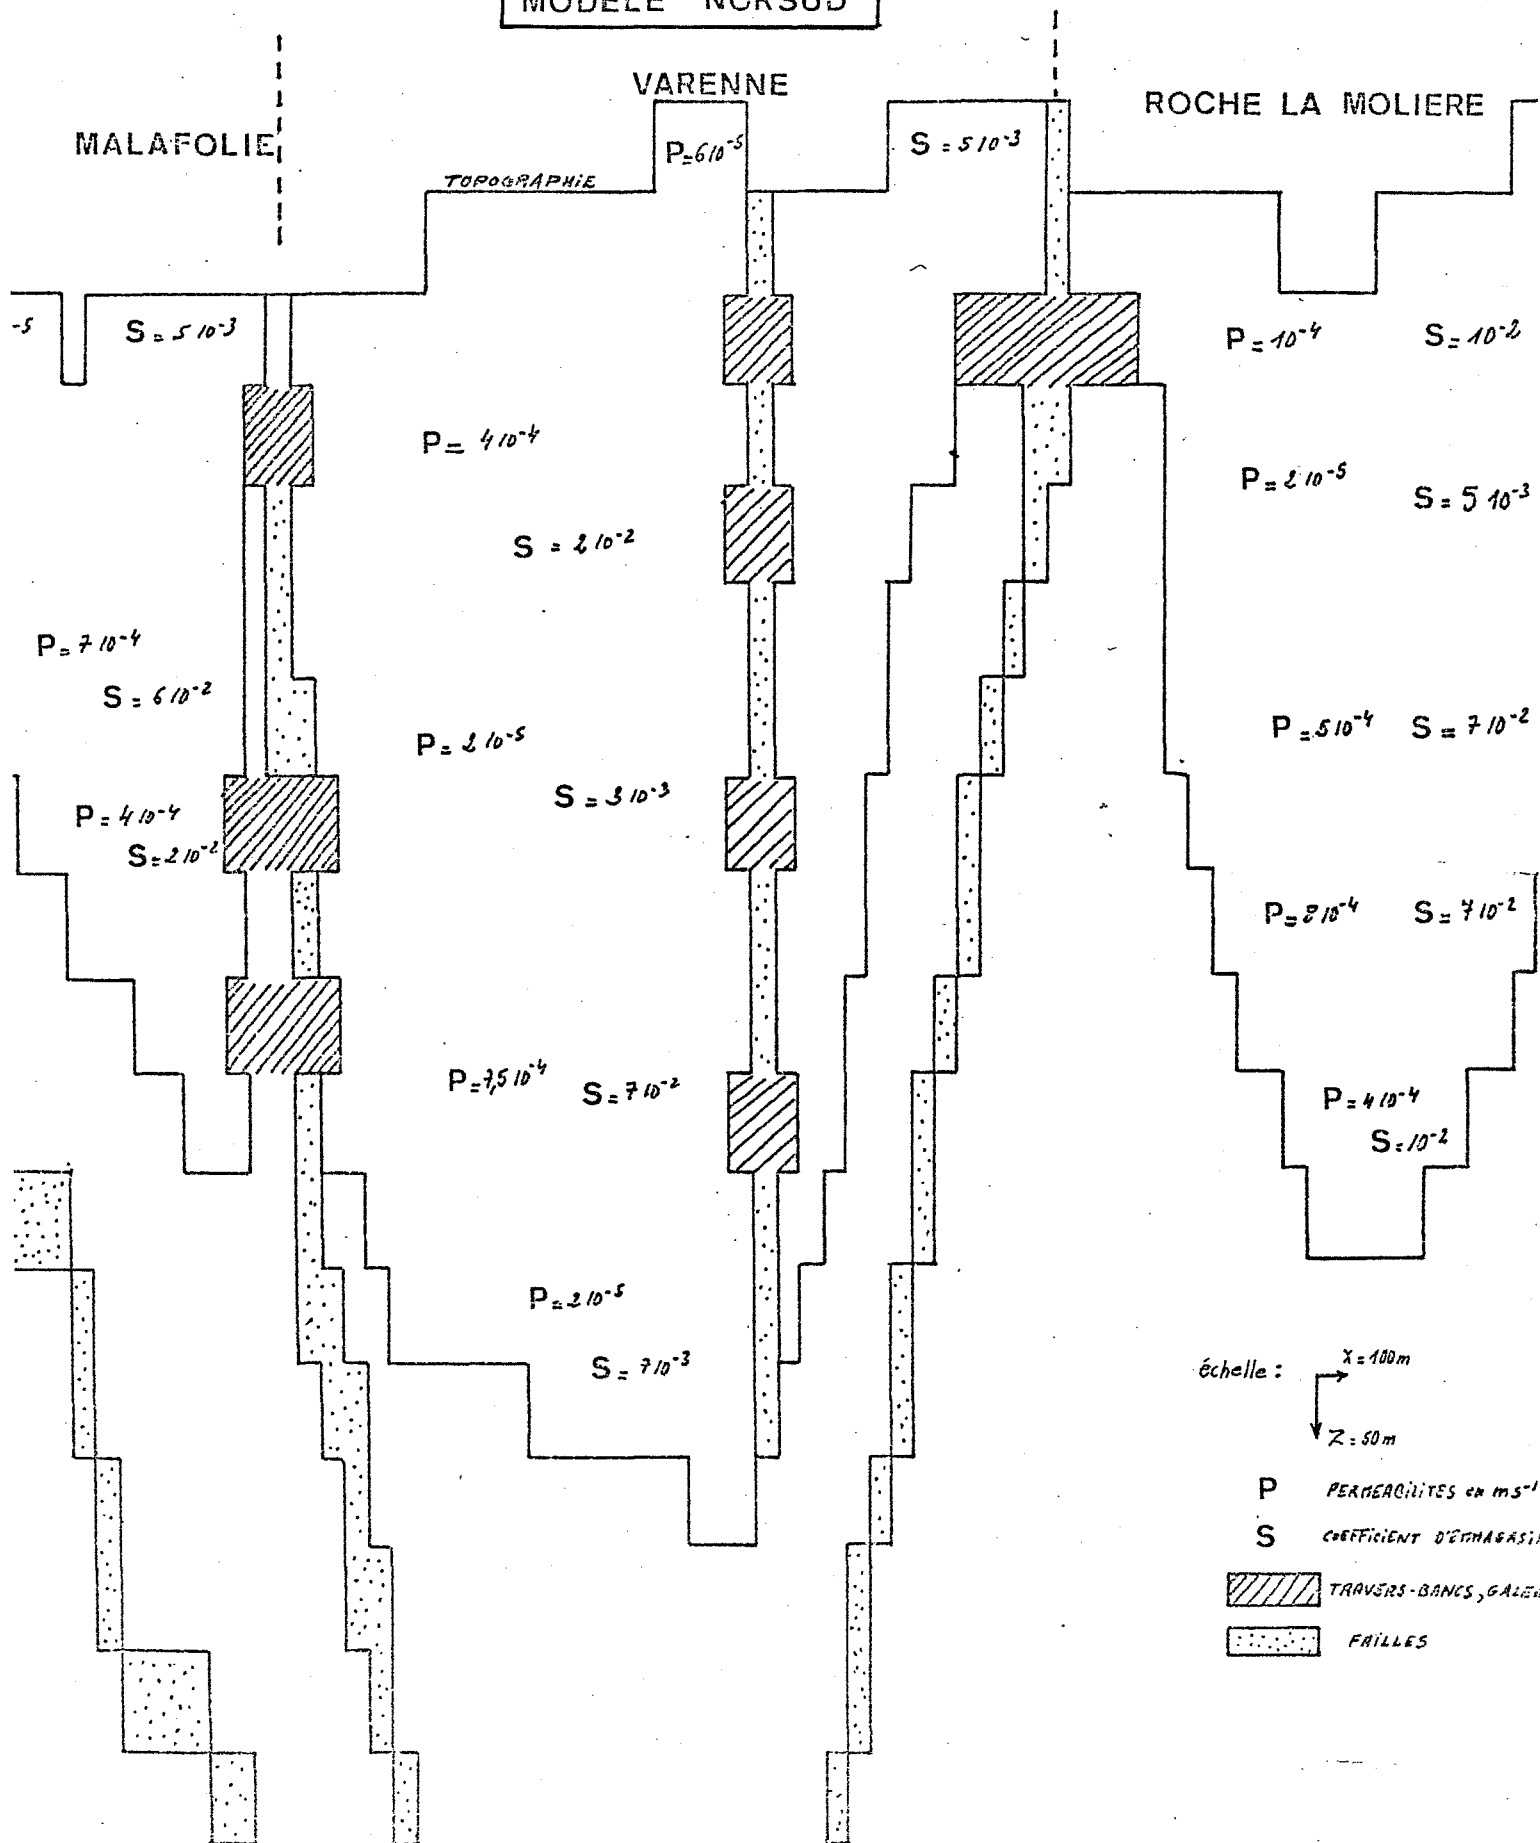 MODELE NORSUD
VARENNE
ROCHE LA MOLIERE
MALAFOLIE
P=6 10⁻⁵
S = 5 10⁻³
TOPOGRAPHIE
-5
S = 5 10⁻³
P = 10⁻⁴
S = 10⁻²
P = 4 10⁻⁴
P = 2 10⁻⁵
S = 5 10⁻³
S = 2 10⁻²
P = 7 10⁻⁴
S = 6 10⁻²
P = 2 10⁻⁵
P = 5 10⁻⁴
S = 7 10⁻²
S = 3 10⁻³
P = 4 10⁻⁴
S = 2 10⁻²
P = 8 10⁻⁴
S = 7 10⁻²
P = 7,5 10⁻⁴
S = 7 10⁻²
P = 4 10⁻⁴
S = 10⁻²
P = 2 10⁻⁵
S = 7 10⁻³
échelle : X = 100m
Z = 50m
P PERMEABILITES en ms⁻¹
S COEFFICIENT D'EMMAGASI
TRAVERS-BANCS, GALE
FAILLES